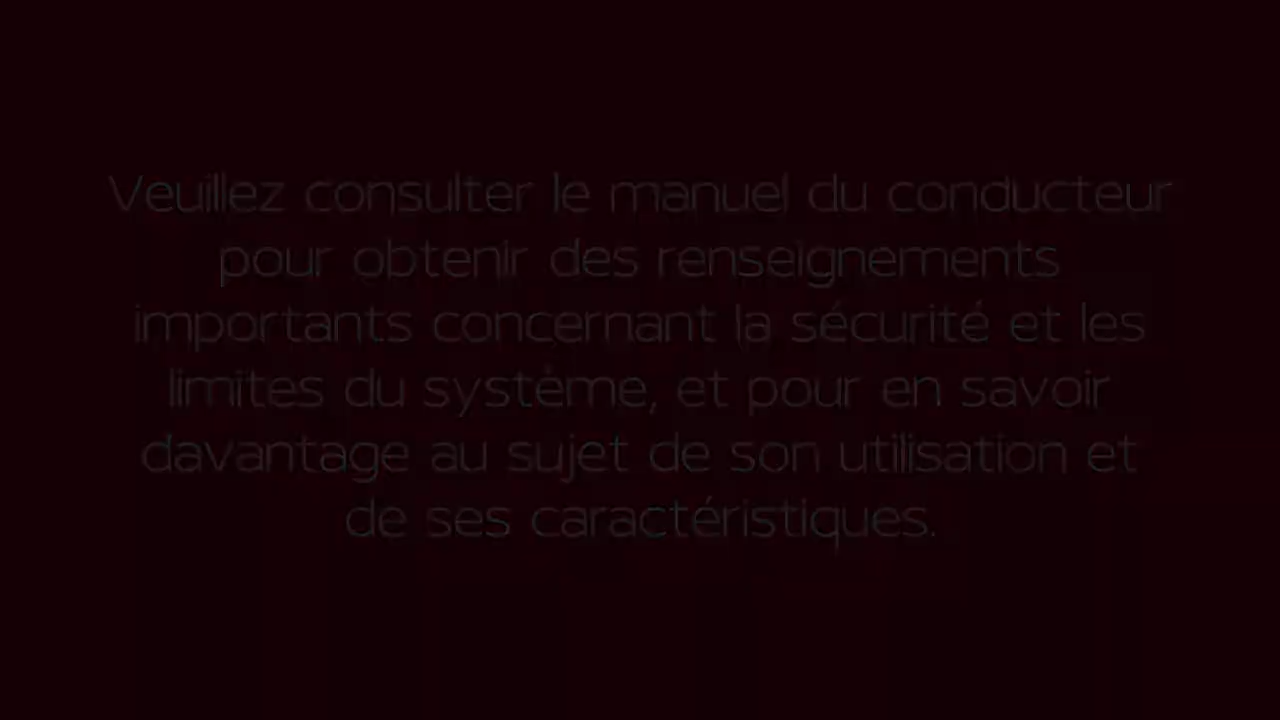 Veuillez consulter le manuel du conducteur
pour obtenir des renseignements
importants concernant la sécurité et les
limites du système, et pour en savoir
davantage au sujet de son utilisation et
de ses caractéristiques.